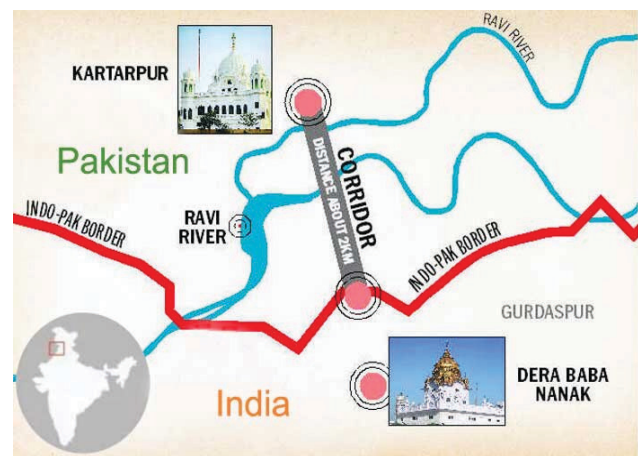 RAVI RIVER
KARTARPUR
Pakistan
CORRIDOR
DISTANCE ABOUT 2KM
RAVI
RIVER
INDO-PAK BORDER
INDO-PAK BORDER
GURDASPUR
India
DERA BABA
NANAK